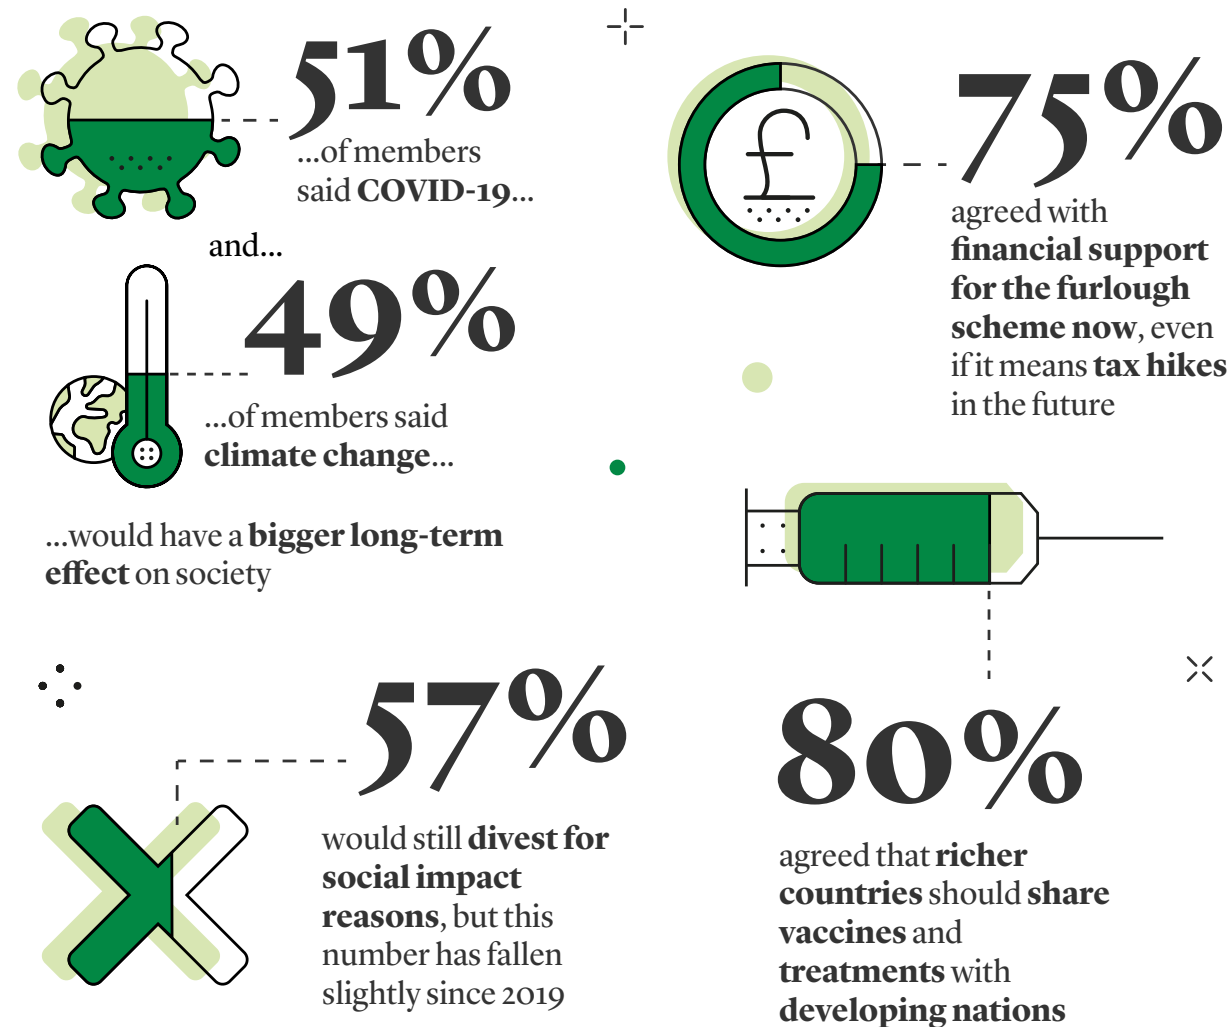 51%
...of members
said COVID-19...
and...
49%
...of members said
climate change...
...would have a bigger long-term
effect on society
£
75%
agreed with
financial support
for the furlough
scheme now, even
if it means tax hikes
in the future
57%
would still divest for
social impact
reasons, but this
number has fallen
slightly since 2019
80%
agreed that richer
countries should share
vaccines and
treatments with
developing nations